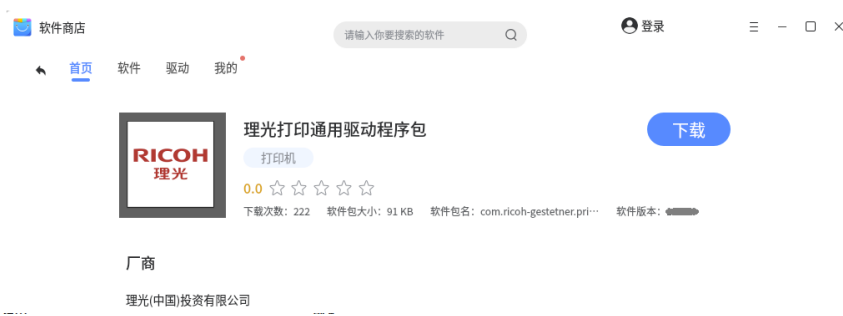 软件商店
请输入你要搜索的软件
登录
首页 软件 驱动 我的
RICOH
理光
理光打印通用驱动程序包
下载
打印机
0.0
下载次数：222 软件包大小：91 KB 软件包名：com.ricoh-gestetner.pri··· 软件版本：
厂商
理光(中国)投资有限公司